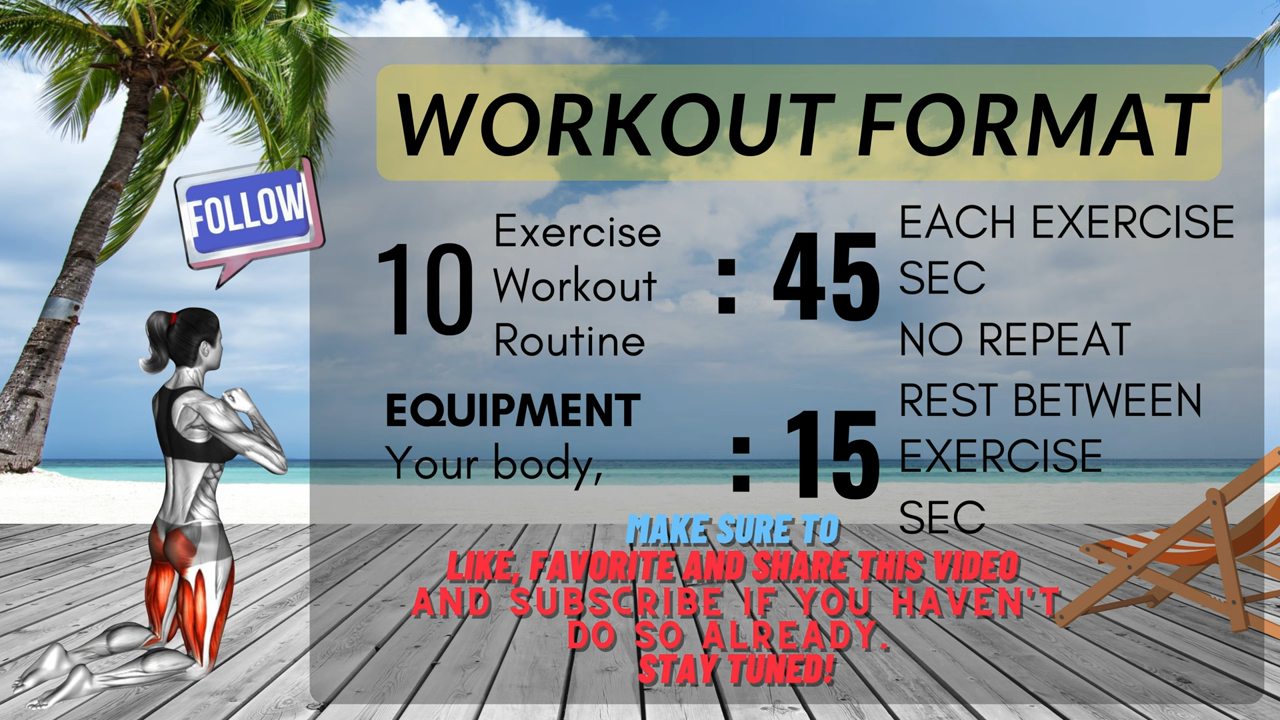 WORKOUT FORMAT
FOLLOW
10
Exercise
Workout
Routine
: 45
EACH EXERCISE
SEC
NO REPEAT
EQUIPMENT
Your body,
: 15
REST BETWEEN
EXERCISE
SEC
MAKE SURE TO
LIKE, FAVORITE AND SHARE THIS VIDEO
AND SUBSCRIBE IF YOU HAVEN'T
DO SO ALREADY.
STAY TUNED!